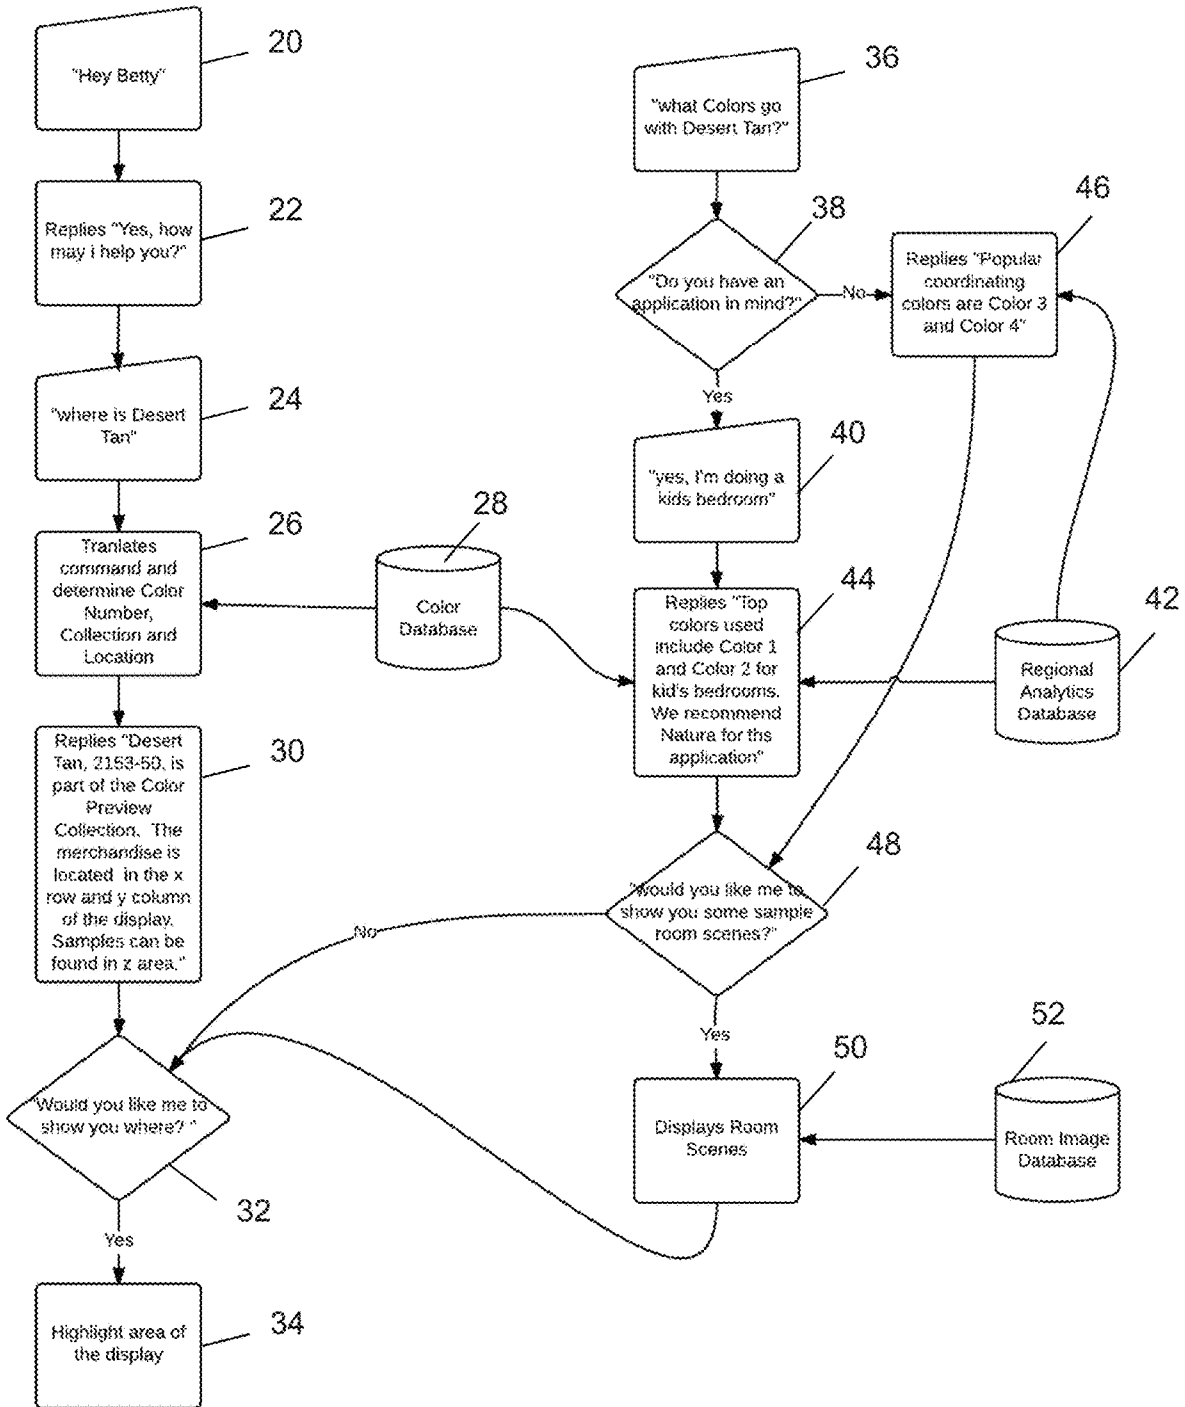 20
"Hey Betty"
22
Replies "Yes, how
may i help you?"
24
"where is Desert
Tan"
26
Tranlates
command and
determine Color
Number,
Collection and
Location
28
Color
Database
30
Replies "Desert
Tan, 2153-50, is
part of the Color
Preview
Collection. The
merchandise is
located in the x
row and y column
of the display.
Samples can be
found in z area."
"Would you like me to
show you where? "
32
Yes
34
Highlight area of
the display
36
"what Colors go
with Desert Tan?"
38
"Do you have an
application in mind?"
No
46
Replies "Popular
coordinating
colors are Color 3
and Color 4"
Yes
40
"yes, I'm doing a
kids bedroom"
44
Replies "Top
colors used
include Color 1
and Color 2 for
kid's bedrooms.
We recommend
Natura for ths
application"
42
Regional
Analytics
Database
48
"Would you like me to
show you some sample
room scenes?"
No
Yes
50
Displays Room
Scenes
52
Room Image
Database